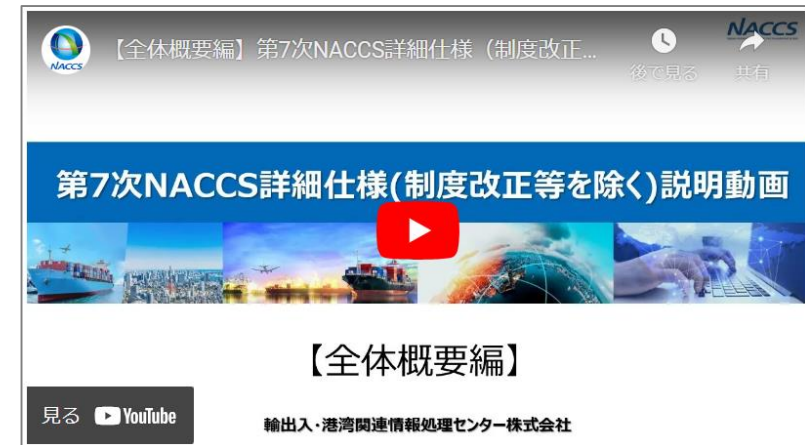 NACCS
【全体概要編】第7次NACCS詳細仕様（制度改正...
NACCS
後で見る
共有
第7次NACCS詳細仕様(制度改正等を除く)説明動画
【全体概要編】
見る YouTube
輸出入・港湾関連情報処理センター株式会社